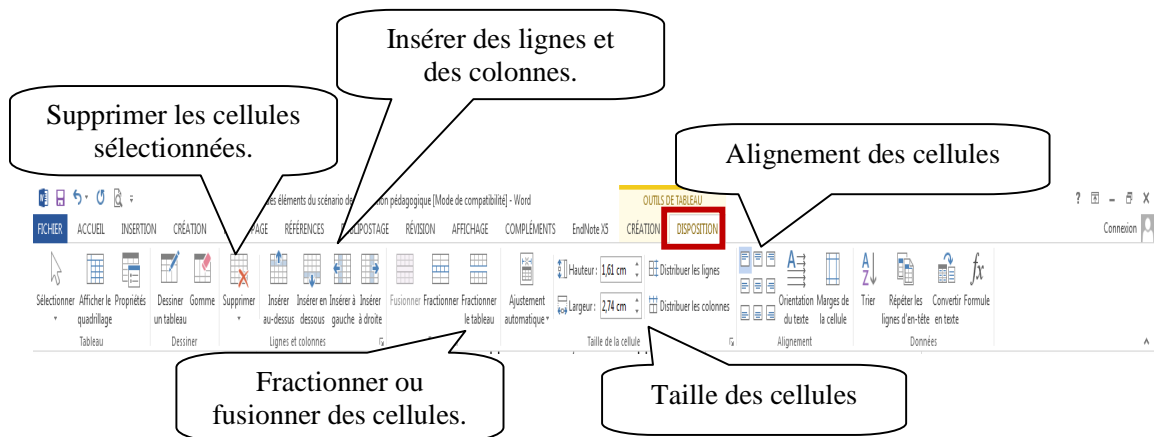 Insérer des lignes et
des colonnes.
Supprimer les cellules
sélectionnées.
Alignement des cellules
des éléments du scénario de pédagogique [Mode de compatibilité] - Word
OUTILS DE TABLEAU
?
FICHIER ACCUEIL INSERTION CRÉATION PAGE RÉFÉRENCES RÉVISION AFFICHAGE COMPLÉMENTS EndNote X5 CRÉATION DISPOSITION Connexion
Hauteur : 1,61 cm Distribuer les lignes
Sélectionner Afficher le Propriétés Dessiner Gomme Supprimer Insérer Insérer en Insérer à Insérer Fusionner Fractionner Fractionner Ajustement Largeur : 2,74 cm Distribuer les colonnes Orientation Marges de Trier Répéter les Convertir Formule
quadrillage un tableau au-dessus dessous gauche à droite le tableau automatique du texte la cellule lignes d'en-tête en texte
Tableau Dessiner Lignes et colonnes Taille de la cellule Alignement Données
Fractionner ou
fusionner des cellules.
Taille des cellules